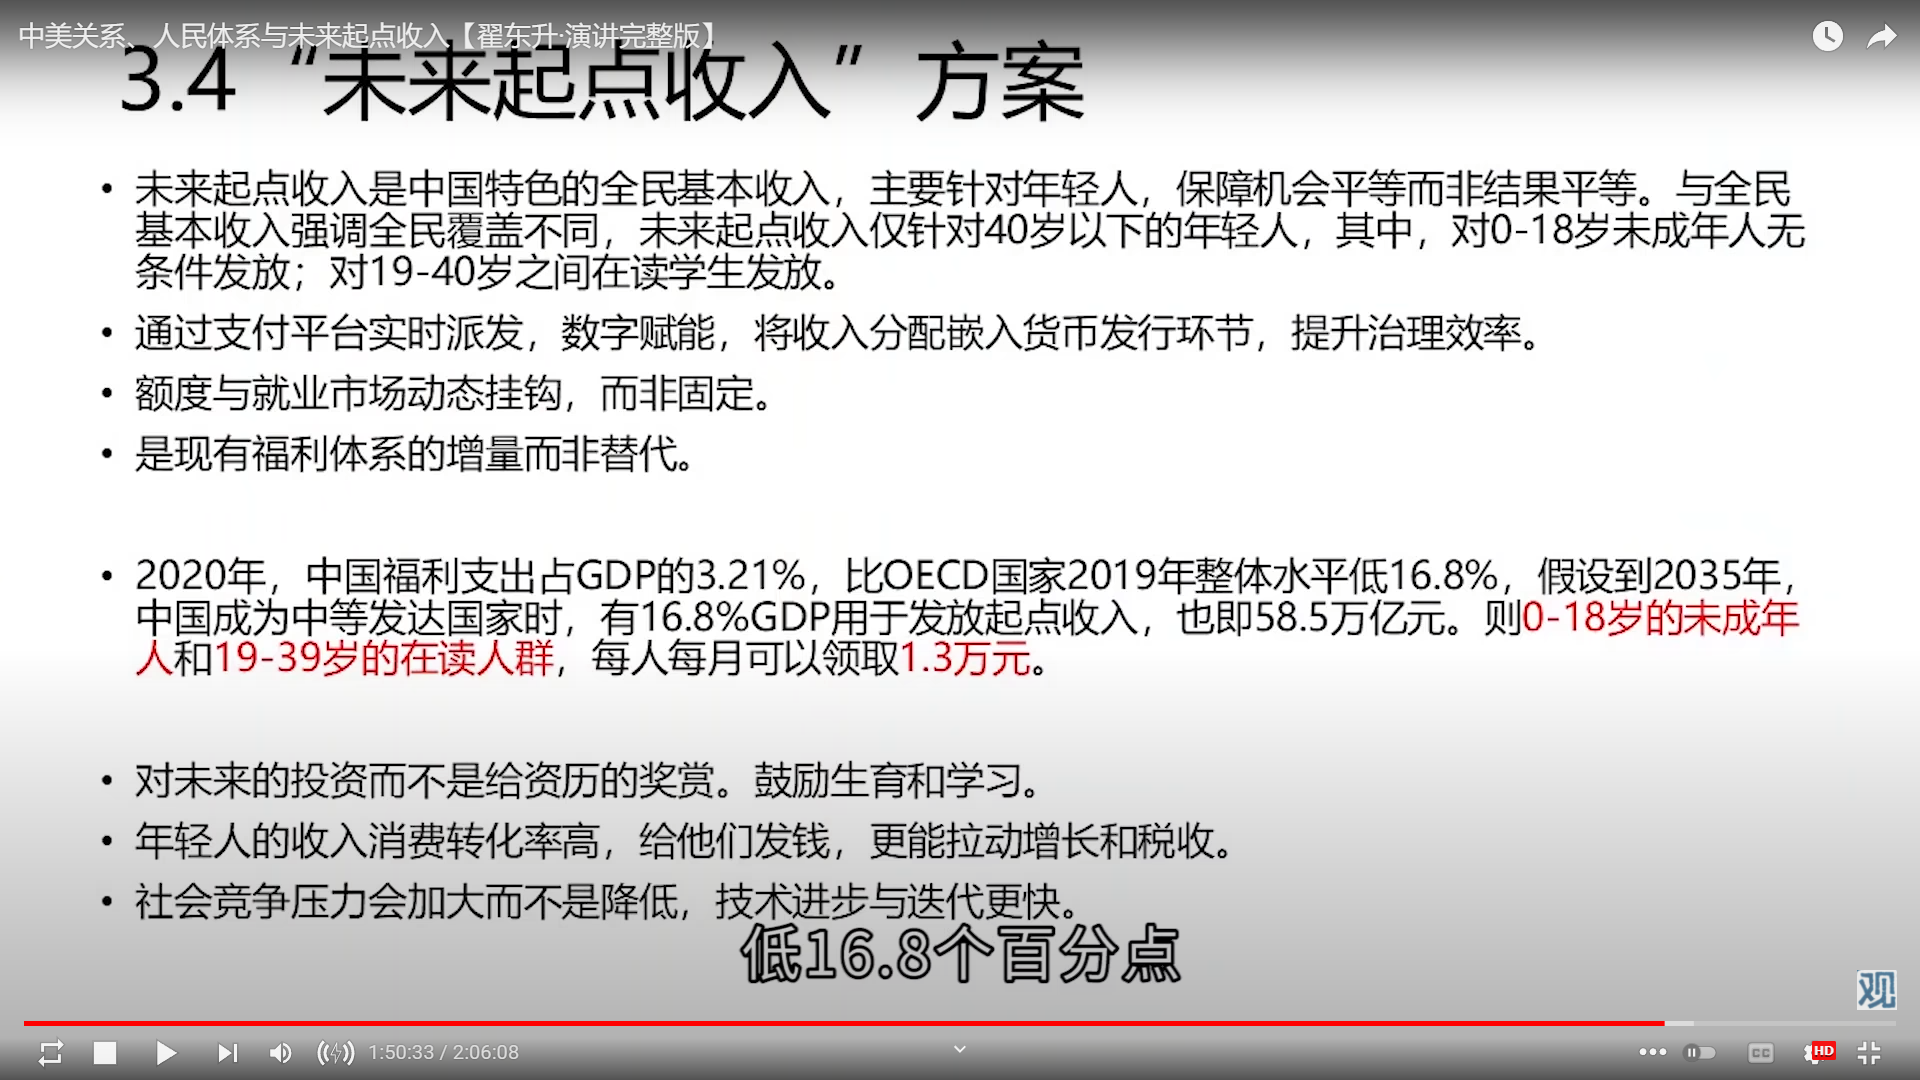 中美关系、人民体系与未来起点收入【翟东升·演讲完整版】
3.4 “未来起点收入” 方案
• 未来起点收入是中国特色的全民基本收入，主要针对年轻人，保障机会平等而非结果平等。与全民
基本收入强调全民覆盖不同，未来起点收入仅针对40岁以下的年轻人，其中，对0-18岁未成年人无
条件发放；对19-40岁之间在读学生发放。
• 通过支付平台实时派发，数字赋能，将收入分配嵌入货币发行环节，提升治理效率。
• 额度与就业市场动态挂钩，而非固定。
• 是现有福利体系的增量而非替代。
• 2020年，中国福利支出占GDP的3.21%，比OECD国家2019年整体水平低16.8%，假设到2035年，
中国成为中等发达国家时，有16.8%GDP用于发放起点收入，也即58.5万亿元。则0-18岁的未成年
人和19-39岁的在读人群，每人每月可以领取1.3万元。
• 对未来的投资而不是给资历的奖赏。鼓励生育和学习。
• 年轻人的收入消费转化率高，给他们发钱，更能拉动增长和税收。
• 社会竞争压力会加大而不是降低，技术进步与迭代更快。
低16.8个百分点
观
1:50:33 / 2:06:08
CC
HD